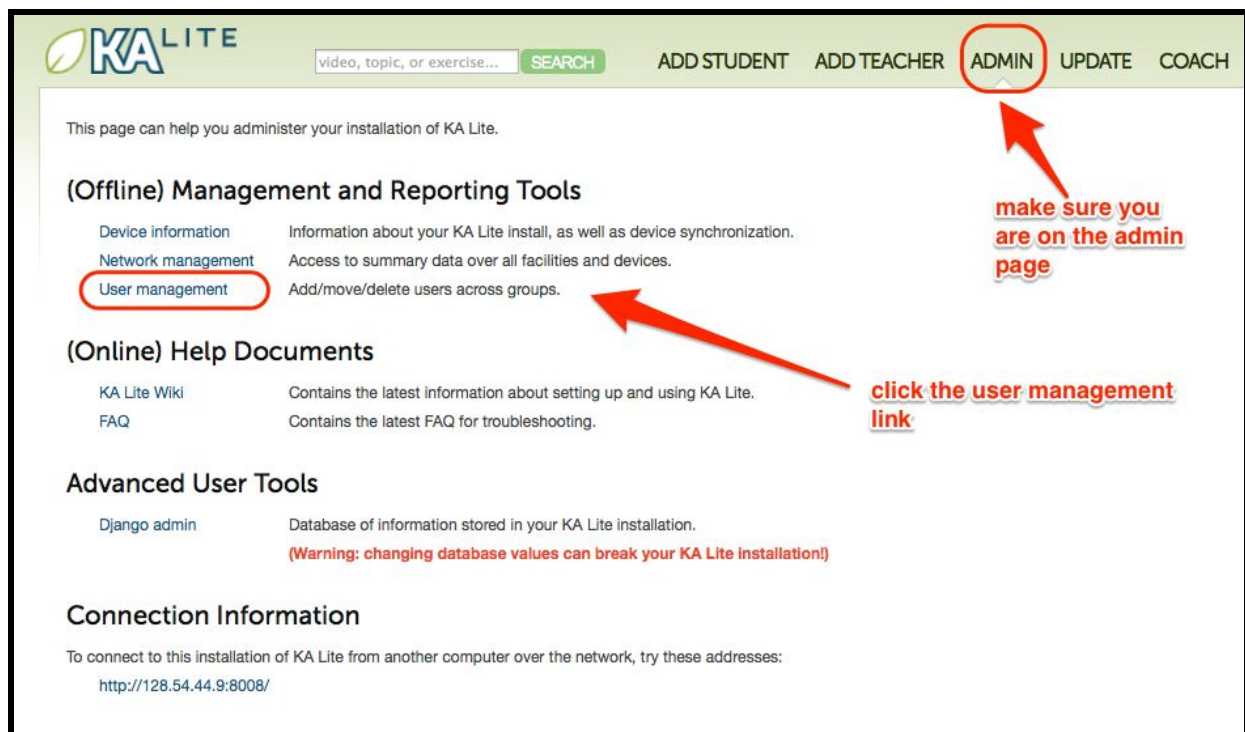 KA LITE
video, topic, or exercise... SEARCH ADD STUDENT ADD TEACHER ADMIN UPDATE COACH
This page can help you administer your installation of KA Lite.
(Offline) Management and Reporting Tools
Device information Information about your KA Lite install, as well as device synchronization.
Network management Access to summary data over all facilities and devices.
User management Add/move/delete users across groups.
make sure you
are on the admin
page
(Online) Help Documents
KA Lite Wiki Contains the latest information about setting up and using KA Lite.
FAQ Contains the latest FAQ for troubleshooting.
click the user management
link
Advanced User Tools
Django admin Database of information stored in your KA Lite installation.
(Warning: changing database values can break your KA Lite installation!)
Connection Information
To connect to this installation of KA Lite from another computer over the network, try these addresses:
http://128.54.44.9:8008/